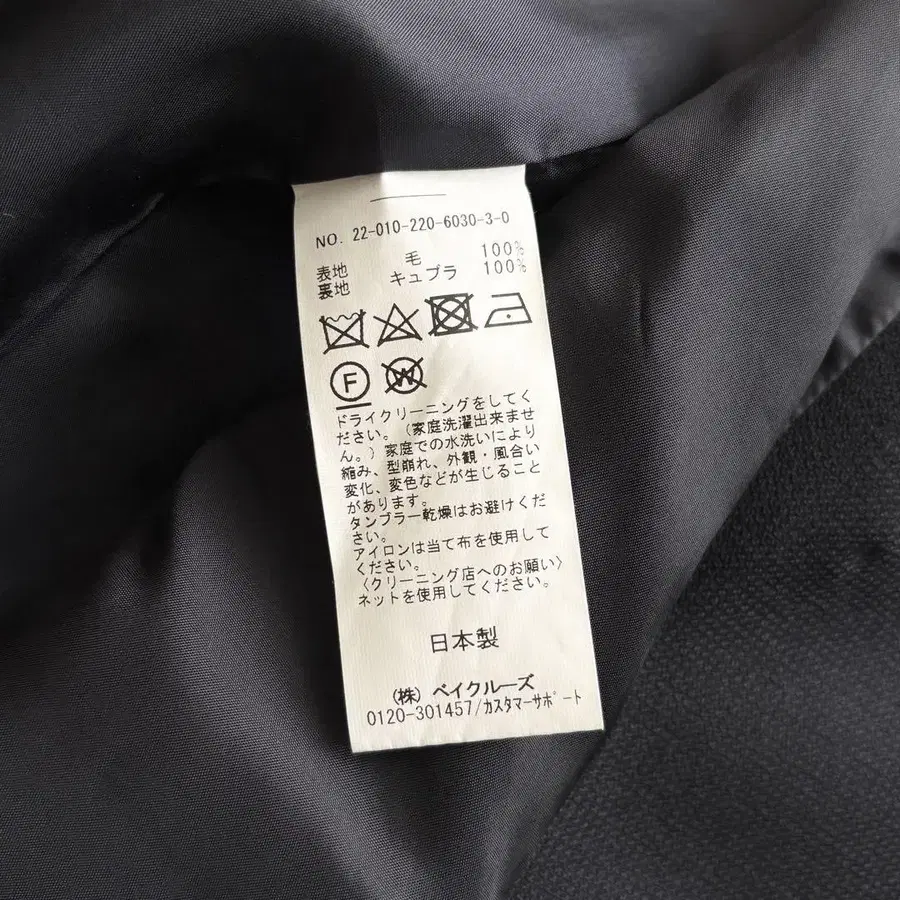 NO. 22-010-220-6030-3-0
表地 毛 100%
裏地 キュプラ 100%
F W
ドライクリーニングをしてく
ださい。(家庭洗濯出来ませ
ん。)家庭での水洗いにより
縮み、型崩れ、外観・風合い
変化、変色などが生じること
があります。
タンブラー乾燥はお避けくだ
さい。
アイロンは当て布を使用して
ください。
〈クリーニング店へのお願い〉
ネットを使用してください。
日本製
(株) ベイクルーズ
0120-301457/カスタマーサポート